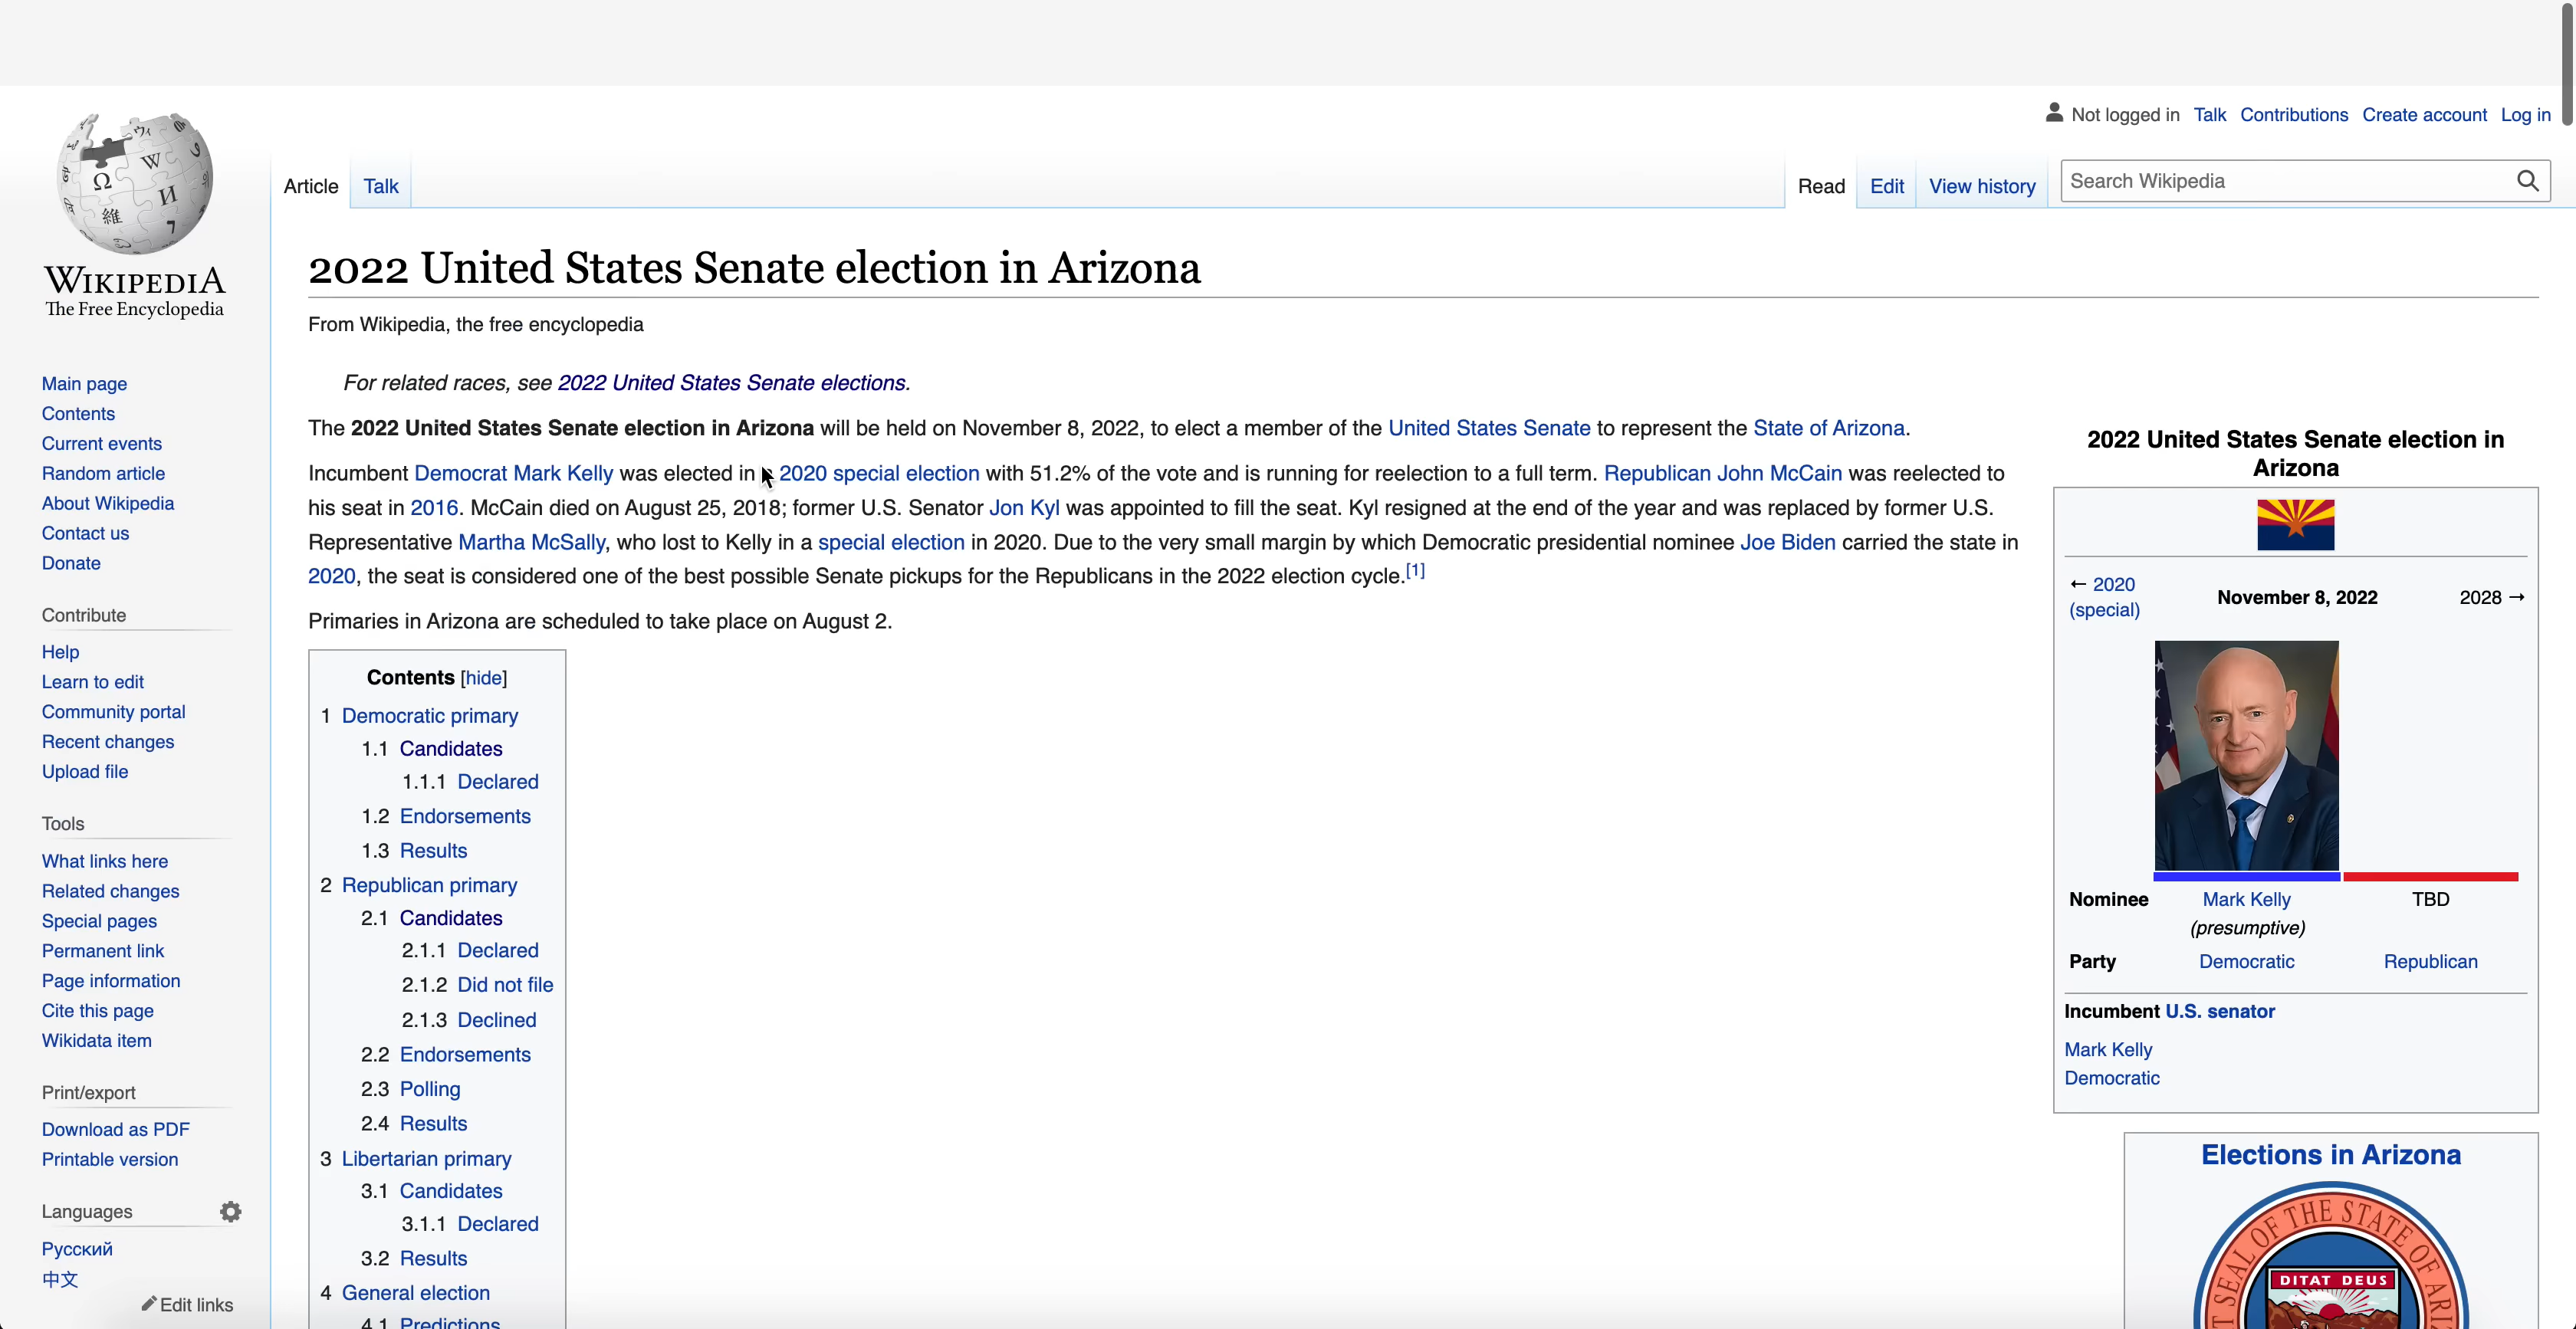 Not logged in Talk Contributions Create account Log in
Article Talk Read Edit View history Search Wikipedia
WIKIPEDIA
The Free Encyclopedia
Main page
Contents
Current events
Random article
About Wikipedia
Contact us
Donate
Contribute
Help
Learn to edit
Community portal
Recent changes
Upload file
Tools
What links here
Related changes
Special pages
Permanent link
Page information
Cite this page
Wikidata item
Print/export
Download as PDF
Printable version
Languages
Русский
中文
Edit links
2022 United States Senate election in Arizona
From Wikipedia, the free encyclopedia
For related races, see 2022 United States Senate elections.
The 2022 United States Senate election in Arizona will be held on November 8, 2022, to elect a member of the United States Senate to represent the State of Arizona.
Incumbent Democrat Mark Kelly was elected in 2020 special election with 51.2% of the vote and is running for reelection to a full term. Republican John McCain was reelected to
his seat in 2016. McCain died on August 25, 2018; former U.S. Senator Jon Kyl was appointed to fill the seat. Kyl resigned at the end of the year and was replaced by former U.S.
Representative Martha McSally, who lost to Kelly in a special election in 2020. Due to the very small margin by which Democratic presidential nominee Joe Biden carried the state in
2020, the seat is considered one of the best possible Senate pickups for the Republicans in the 2022 election cycle.[1]
Primaries in Arizona are scheduled to take place on August 2.
Contents [hide]
1 Democratic primary
1.1 Candidates
1.1.1 Declared
1.2 Endorsements
1.3 Results
2 Republican primary
2.1 Candidates
2.1.1 Declared
2.1.2 Did not file
2.1.3 Declined
2.2 Endorsements
2.3 Polling
2.4 Results
3 Libertarian primary
3.1 Candidates
3.1.1 Declared
3.2 Results
4 General election
4.1 Predictions
2022 United States Senate election in
Arizona
← 2020
(special)
November 8, 2022
2028 →
Nominee Mark Kelly TBD
(presumptive)
Party Democratic Republican
Incumbent U.S. senator
Mark Kelly
Democratic
Elections in Arizona
SEAL OF THE STATE OF ARI
DITAT DEUS